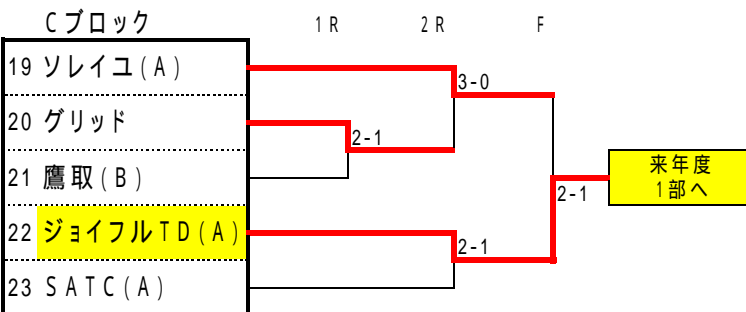 Cブロック 1R 2R F
19 ソレイユ(A)
3-0
20 グリッド
2-1
21 鷹取(B)
来年度
1部へ
2-1
22 ジョイフルTD(A)
2-1
23 SATC(A)